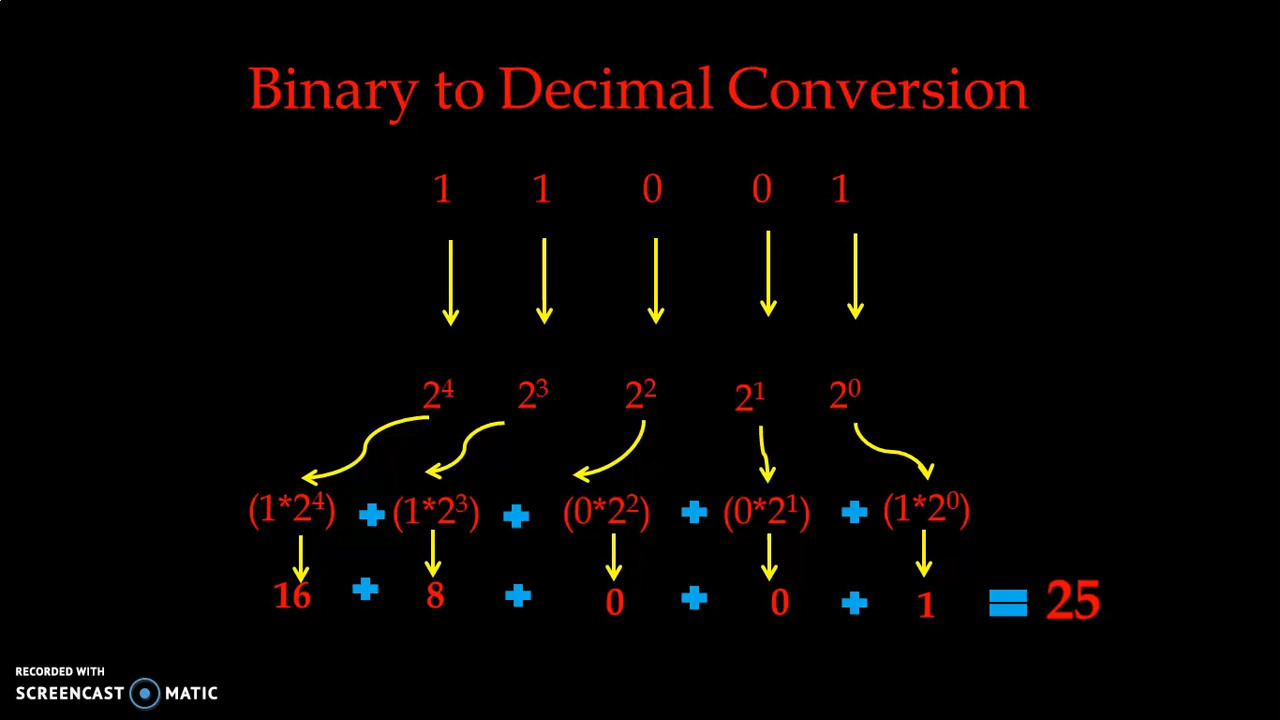 Binary to Decimal Conversion
1 1 0 0 1
2⁴ 2³ 2² 2¹ 2⁰
(1*2⁴) + (1*2³) + (0*2²) + (0*2¹) + (1*2⁰)
16 + 8 + 0 + 0 + 1 = 25
RECORDED WITH
SCREENCAST MATIC